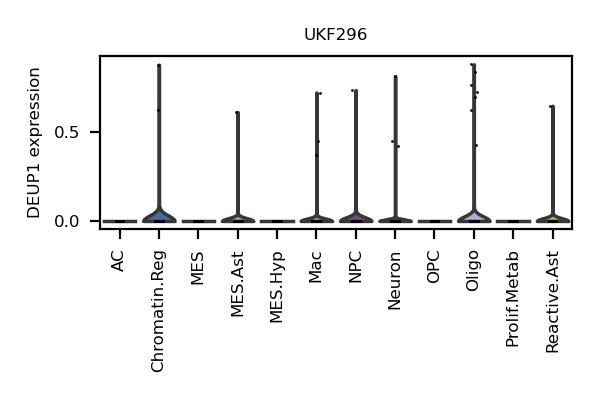 UKF296
DEUP1 expression
0.5
0.0
AC
Chromatin.Reg
MES
MES.Ast
MES.Hyp
Mac
NPC
Neuron
OPC
Oligo
Prolif.Metab
Reactive.Ast